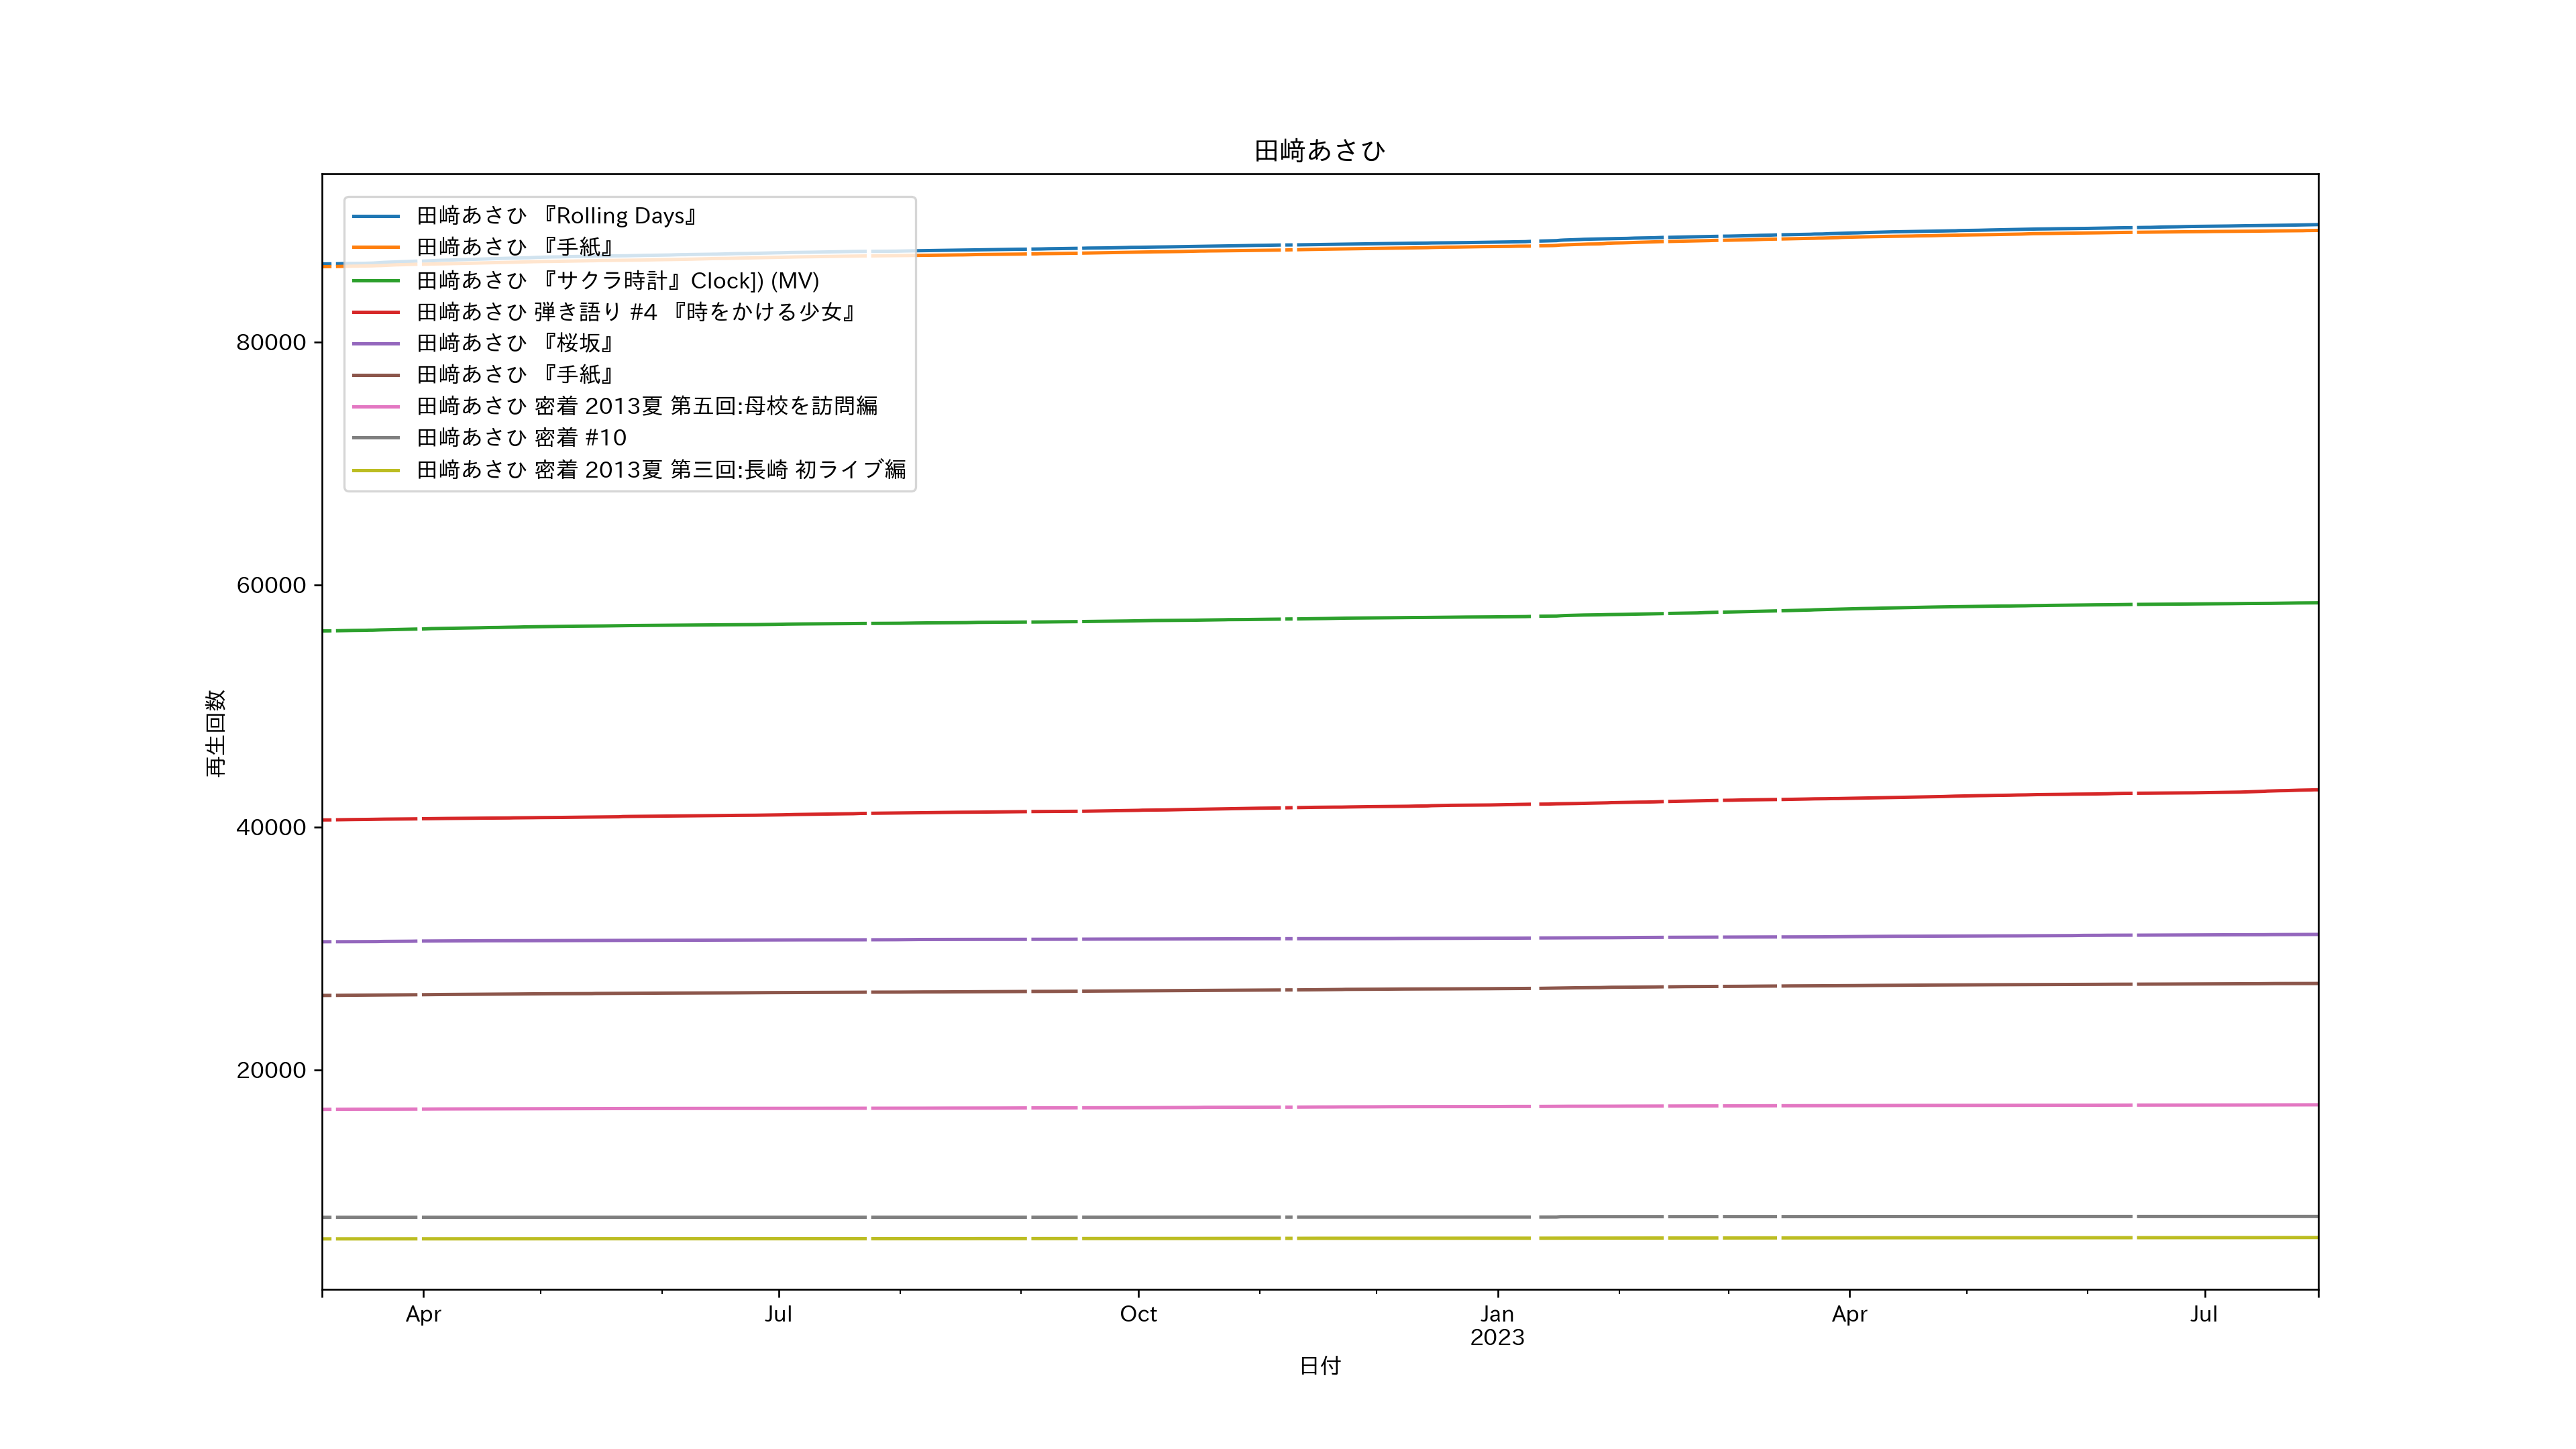 田﨑あさひ
田﨑あさひ 『Rolling Days』
田﨑あさひ 『手紙』
田﨑あさひ 『サクラ時計』Clock]) (MV)
田﨑あさひ 弾き語り #4 『時をかける少女』
田﨑あさひ 『桜坂』
田﨑あさひ 『手紙』
田﨑あさひ 密着 2013夏 第五回:母校を訪問編
田﨑あさひ 密着 #10
田﨑あさひ 密着 2013夏 第三回:長崎 初ライブ編
80000
60000
40000
20000
再生回数
Apr
Jul
Oct
Jan
2023
Apr
Jul
日付